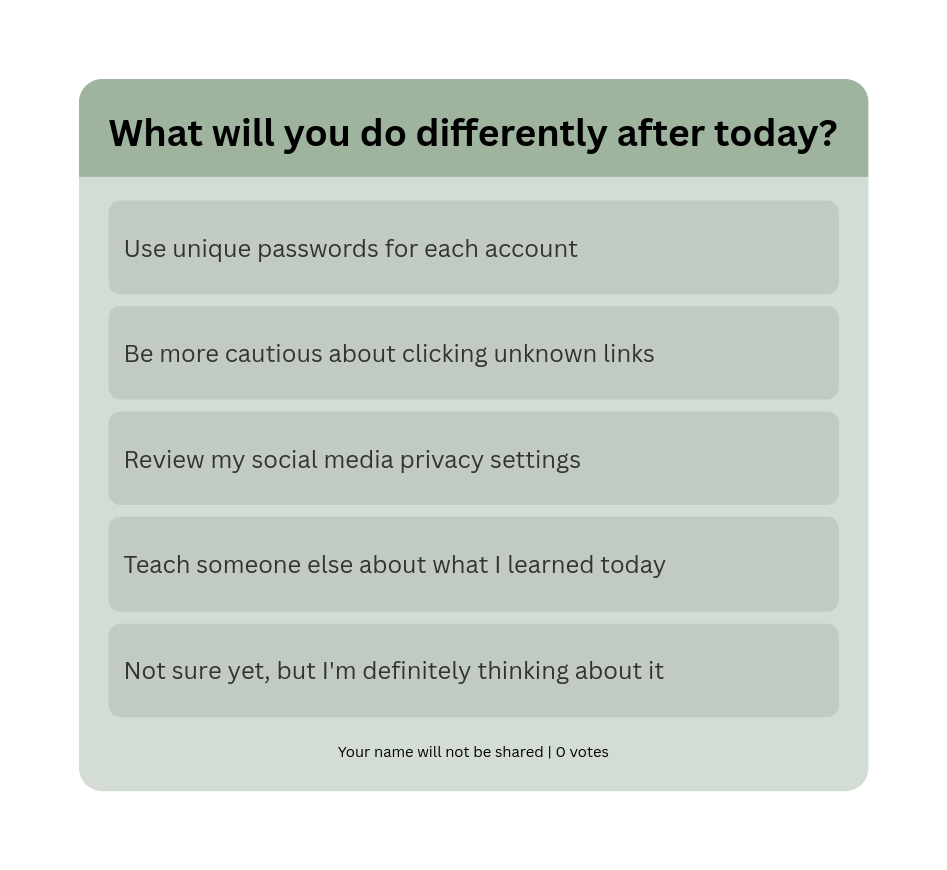 What will you do differently after today?
Use unique passwords for each account
Be more cautious about clicking unknown links
Review my social media privacy settings
Teach someone else about what I learned today
Not sure yet, but I'm definitely thinking about it
Your name will not be shared | 0 votes